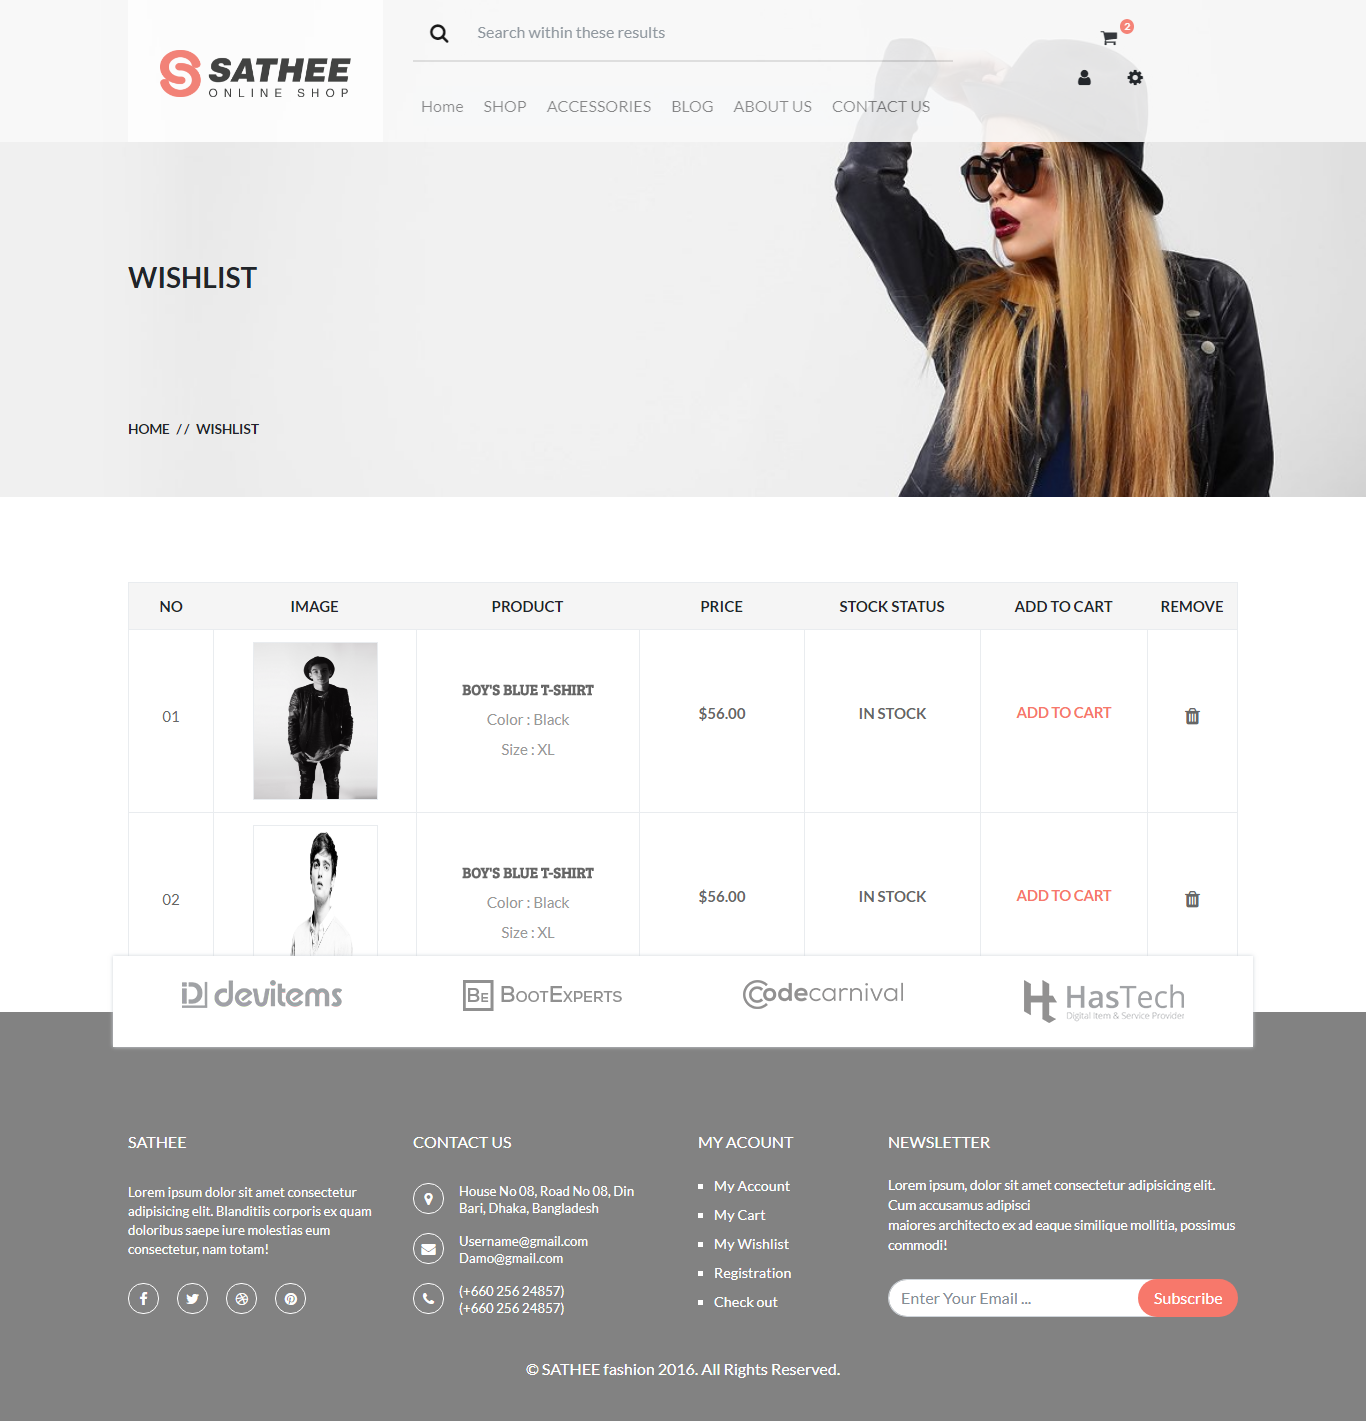 Search within these results
2
SATHEE
ONLINE SHOP
Home SHOP ACCESSORIES BLOG ABOUT US CONTACT US
WISHLIST
HOME // WISHLIST
NO IMAGE PRODUCT PRICE STOCK STATUS ADD TO CART REMOVE
BOY'S BLUE T-SHIRT
01 Color : Black $56.00 IN STOCK ADD TO CART
Size : XL
BOY'S BLUE T-SHIRT
02 Color : Black $56.00 IN STOCK ADD TO CART
Size : XL
devitems BE BOOTEXPERTS Codecarnival HasTech
Digital Item & Service Provider
SATHEE
Lorem ipsum dolor sit amet consectetur
adipisicing elit. Blanditiis corporis ex quam
doloribus saepe iure molestias eum
consectetur, nam totam!
CONTACT US
House No 08, Road No 08, Din
Bari, Dhaka, Bangladesh
Username@gmail.com
Damo@gmail.com
(+660 256 24857)
(+660 256 24857)
MY ACOUNT
My Account
My Cart
My Wishlist
Registration
Check out
NEWSLETTER
Lorem ipsum, dolor sit amet consectetur adipisicing elit.
Cum accusamus adipisci
maiores architecto ex ad eaque similique mollitia, possimus
commodi!
Enter Your Email ... Subscribe
© SATHEE fashion 2016. All Rights Reserved.